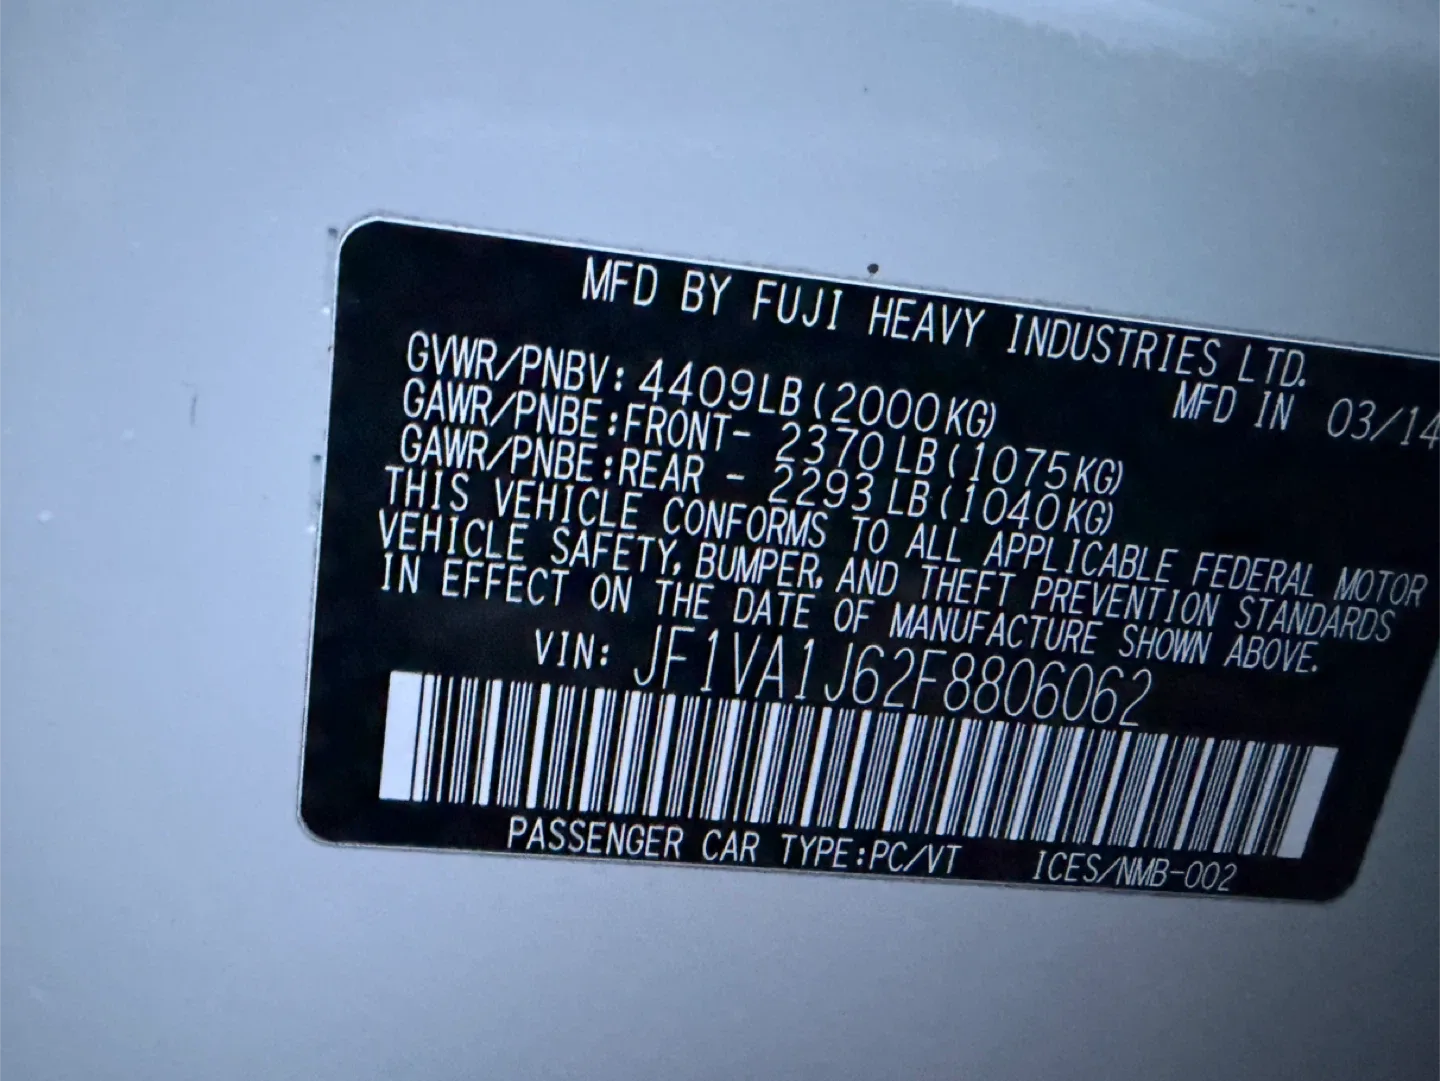 MFD BY FUJI HEAVY INDUSTRIES LTD.
MFD IN 03/14
GVWR/PNBV: 4409LB(2000KG)
GAWR/PNBE:FRONT- 2370LB(1075KG)
GAWR/PNBE:REAR - 2293LB(1040KG)
THIS VEHICLE CONFORMS TO ALL APPLICABLE FEDERAL MOTOR
VEHICLE SAFETY, BUMPER, AND THEFT PREVENTION STANDARDS
IN EFFECT ON THE DATE OF MANUFACTURE SHOWN ABOVE.
VIN: JF1VA1J62F8806062
PASSENGER CAR TYPE:PC/VT ICES/NMB-002